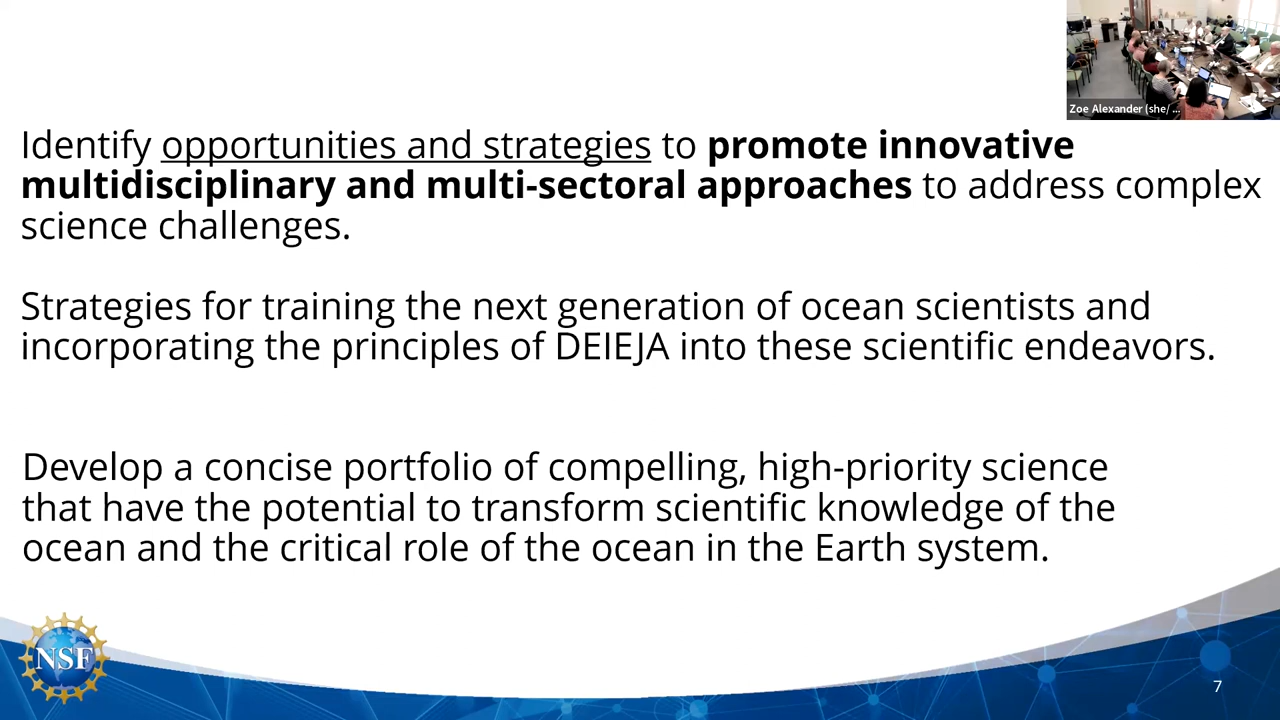 Zoe Alexander (she/ ...
Identify opportunities and strategies to promote innovative
multidisciplinary and multi-sectoral approaches to address complex
science challenges.
Strategies for training the next generation of ocean scientists and
incorporating the principles of DEIEJA into these scientific endeavors.
Develop a concise portfolio of compelling, high-priority science
that have the potential to transform scientific knowledge of the
ocean and the critical role of the ocean in the Earth system.
NSF
7